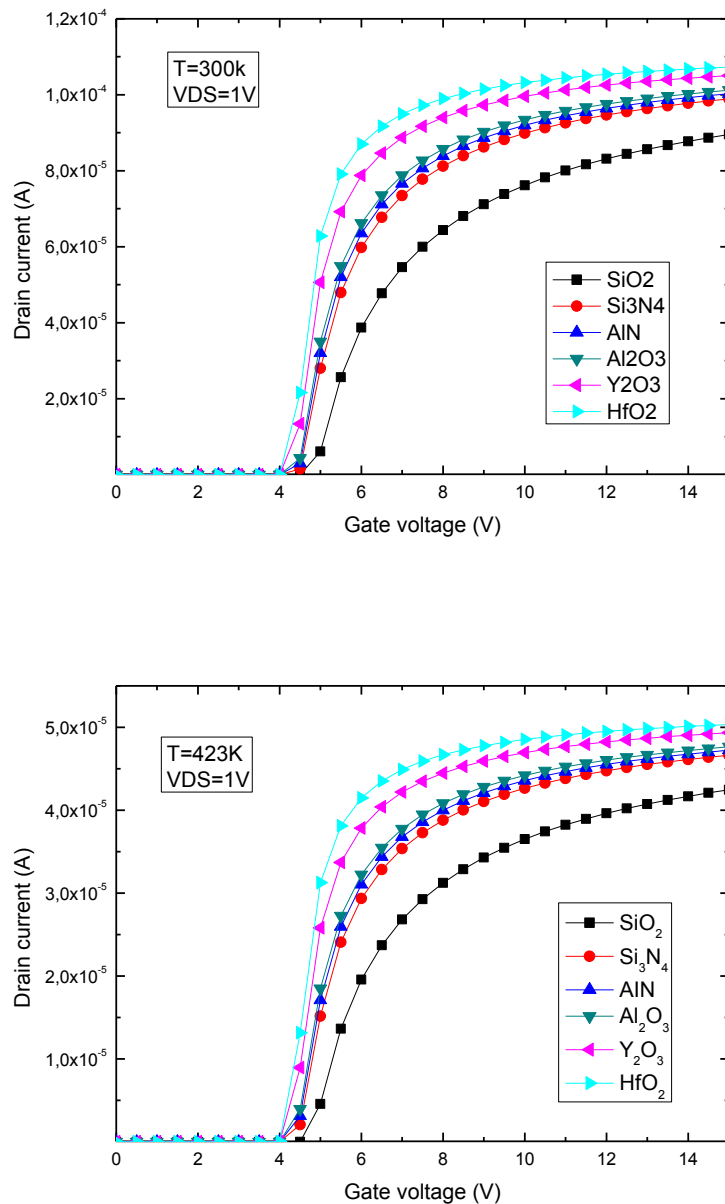 1,2x10⁻⁴
1,0x10⁻⁴
8,0x10⁻⁵
6,0x10⁻⁵
4,0x10⁻⁵
2,0x10⁻⁵
Drain current (A)
T=300k
VDS=1V
SiO2
Si3N4
AlN
Al2O3
Y2O3
HfO2
0 2 4 6 8 10 12 14
Gate voltage (V)
5,0x10⁻⁵
4,0x10⁻⁵
3,0x10⁻⁵
2,0x10⁻⁵
1,0x10⁻⁵
Drain current (A)
T=423K
VDS=1V
SiO₂
Si₃N₄
AlN
Al₂O₃
Y₂O₃
HfO₂
0 2 4 6 8 10 12 14
Gate voltage (V)